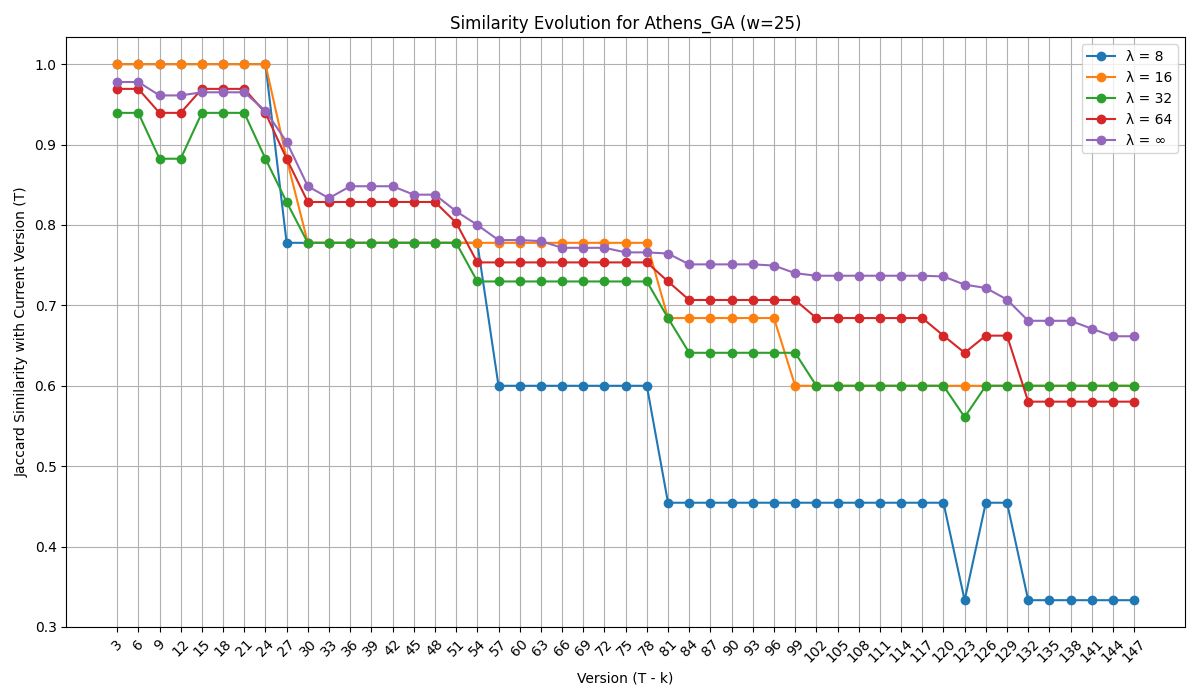 Similarity Evolution for Athens_GA (w=25)
λ = 8
λ = 16
λ = 32
λ = 64
λ = ∞
Jaccard Similarity with Current Version (T)
1.0
0.9
0.8
0.7
0.6
0.5
0.4
0.3
3 6 9 12 15 18 21 24 27 30 33 36 39 42 45 48 51 54 57 60 63 66 69 72 75 78 81 84 87 90 93 96 99 102 105 108 111 114 117 120 123 126 129 132 135 138 141 144 147
Version (T - k)